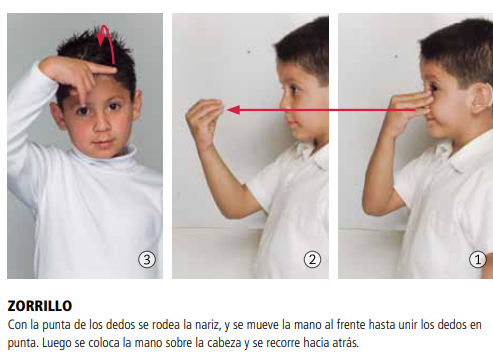 3 2 1
ZORRILLO
Con la punta de los dedos se rodea la nariz, y se mueve la mano al frente hasta unir los dedos en
punta. Luego se coloca la mano sobre la cabeza y se recorre hacia atrás.